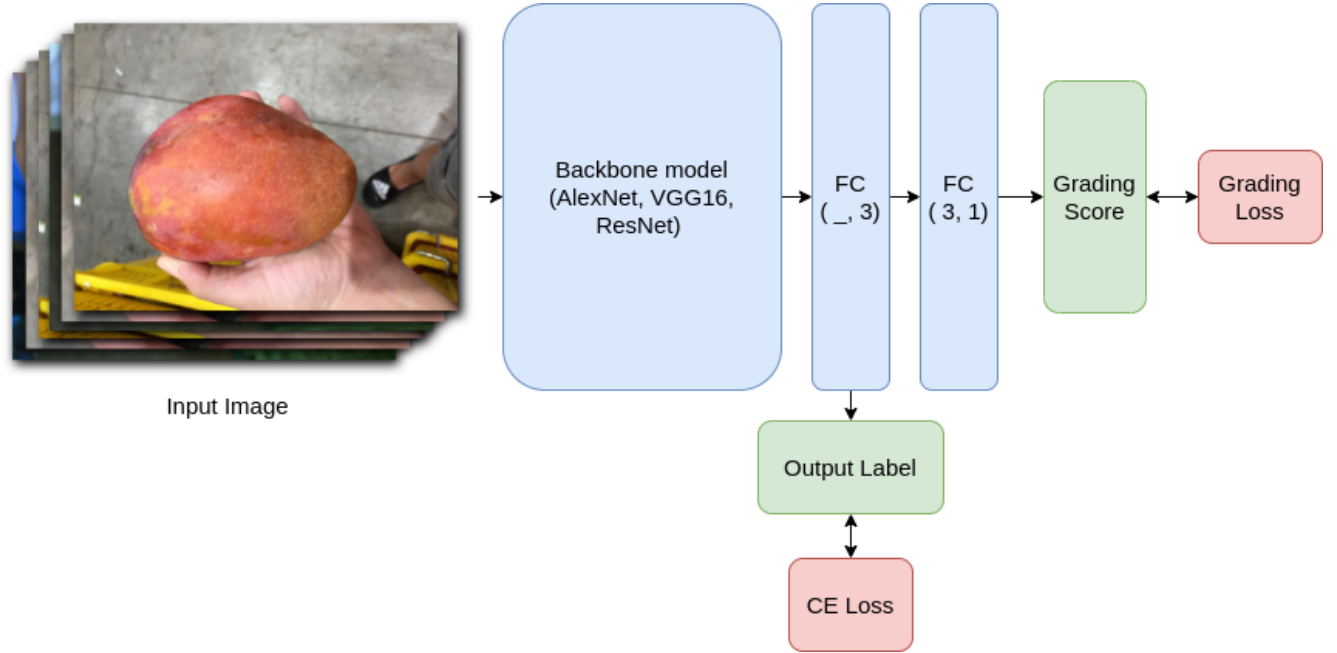 Input Image
Backbone model
(AlexNet, VGG16,
ResNet)
FC
( _, 3)
FC
( 3, 1)
Grading
Score
Grading
Loss
Output Label
CE Loss